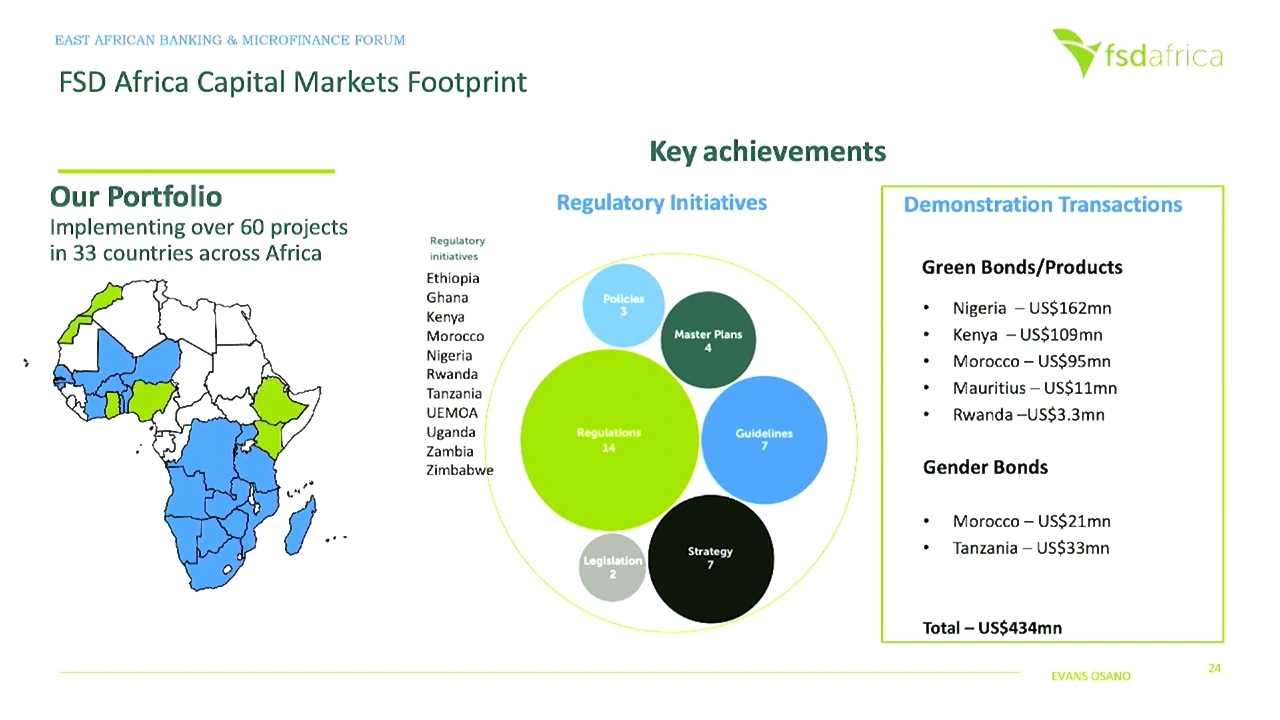 EAST AFRICAN BANKING & MICROFINANCE FORUM
fsdafrica
FSD Africa Capital Markets Footprint
Key achievements
Our Portfolio
Implementing over 60 projects
in 33 countries across Africa
Regulatory Initiatives
Regulatory
initiatives
Ethiopia
Ghana
Kenya
Morocco
Nigeria
Rwanda
Tanzania
UEMOA
Uganda
Zambia
Zimbabwe
Policies
3
Master Plans
4
Regulations
14
Guidelines
7
Strategy
7
Legislation
2
Demonstration Transactions
Green Bonds/Products
• Nigeria – US$162mn
• Kenya – US$109mn
• Morocco – US$95mn
• Mauritius – US$11mn
• Rwanda –US$3.3mn
Gender Bonds
• Morocco – US$21mn
• Tanzania – US$33mn
Total – US$434mn
EVANS OSANO
24